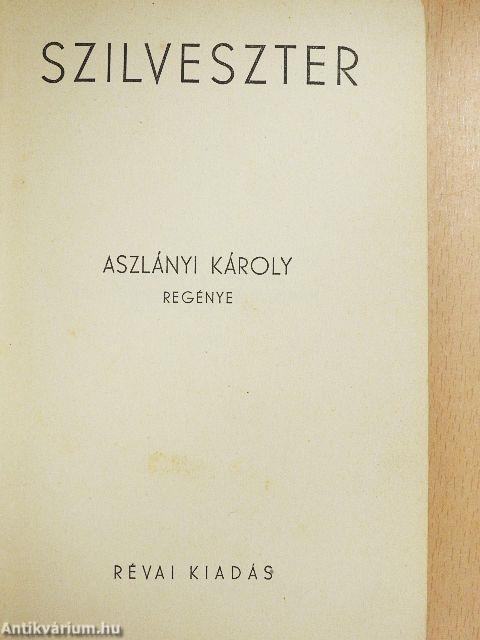 SZILVESZTER
ASZLÁNYI KÁROLY
REGÉNYE
RÉVAI KIADÁS
Antikvárium.hu